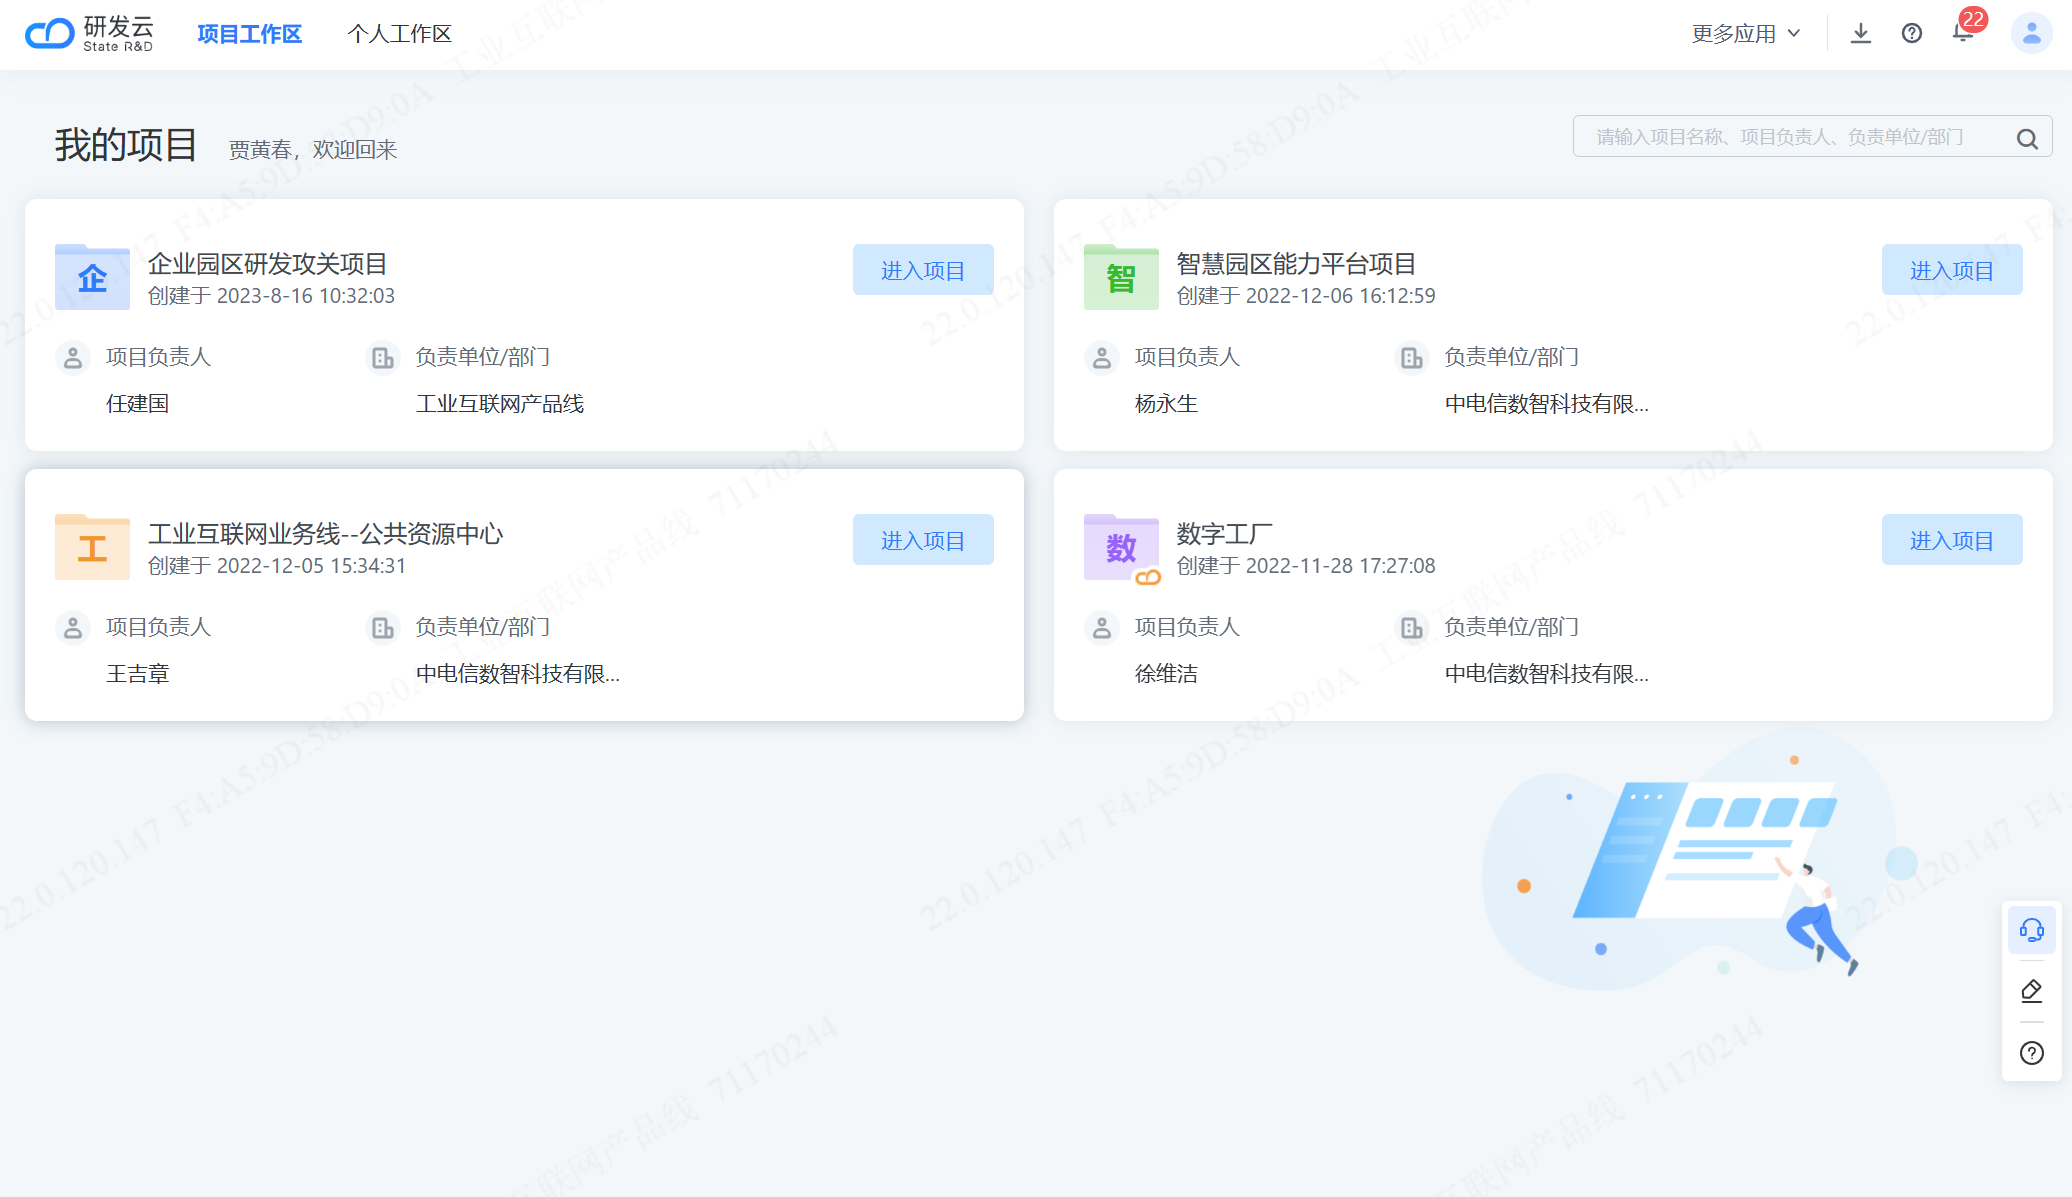 研发云
State R&D
项目工作区
个人工作区
更多应用
22
我的项目
贾黄春，欢迎回来
请输入项目名称、项目负责人、负责单位/部门
企
企业园区研发攻关项目
创建于 2023-8-16 10:32:03
进入项目
项目负责人
负责单位/部门
任建国
工业互联网产品线
智
智慧园区能力平台项目
创建于 2022-12-06 16:12:59
进入项目
项目负责人
负责单位/部门
杨永生
中电信数智科技有限...
工
工业互联网业务线--公共资源中心
创建于 2022-12-05 15:34:31
进入项目
项目负责人
负责单位/部门
王吉章
中电信数智科技有限...
数
数字工厂
创建于 2022-11-28 17:27:08
进入项目
项目负责人
负责单位/部门
徐维洁
中电信数智科技有限...
22.0.120.147 F4:A5:9D:58:D9:0A 工业互联网产品线 71170244